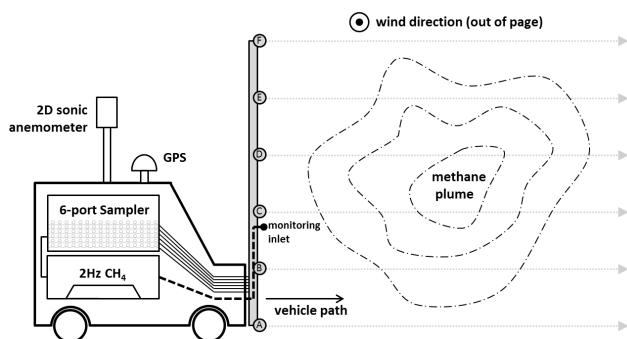 wind direction (out of page)
F
E
2D sonic
anemometer
GPS
D
6-port Sampler
methane
plume
C
monitoring
inlet
2Hz CH₄
B
vehicle path
A